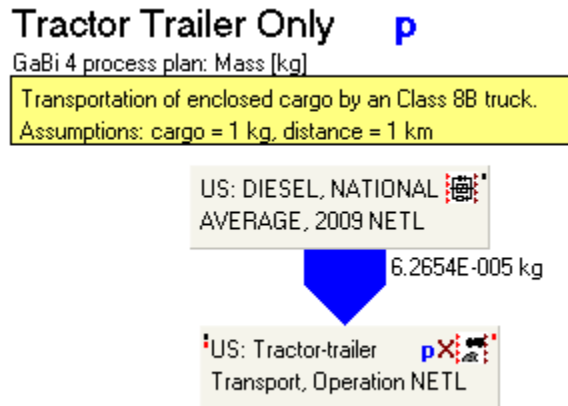 Tractor Trailer Only p
GaBi 4 process plan: Mass [kg]
Transportation of enclosed cargo by an Class 8B truck.
Assumptions: cargo = 1 kg, distance = 1 km
US: DIESEL, NATIONAL
AVERAGE, 2009 NETL
6.2654E-005 kg
US: Tractor-trailer pX
Transport, Operation NETL